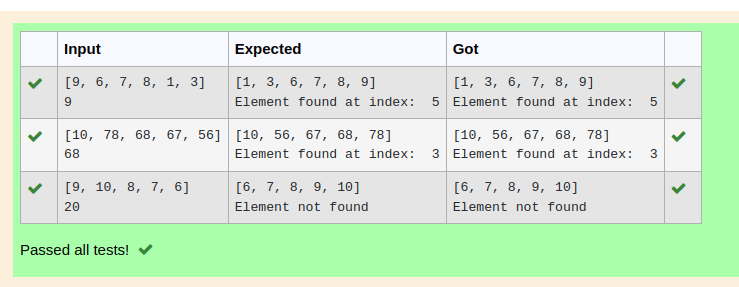 Input Expected Got
[9, 6, 7, 8, 1, 3] [1, 3, 6, 7, 8, 9] [1, 3, 6, 7, 8, 9]
9 Element found at index:  5 Element found at index:  5
[10, 78, 68, 67, 56] [10, 56, 67, 68, 78] [10, 56, 67, 68, 78]
68 Element found at index:  3 Element found at index:  3
[9, 10, 8, 7, 6] [6, 7, 8, 9, 10] [6, 7, 8, 9, 10]
20 Element not found Element not found
Passed all tests!